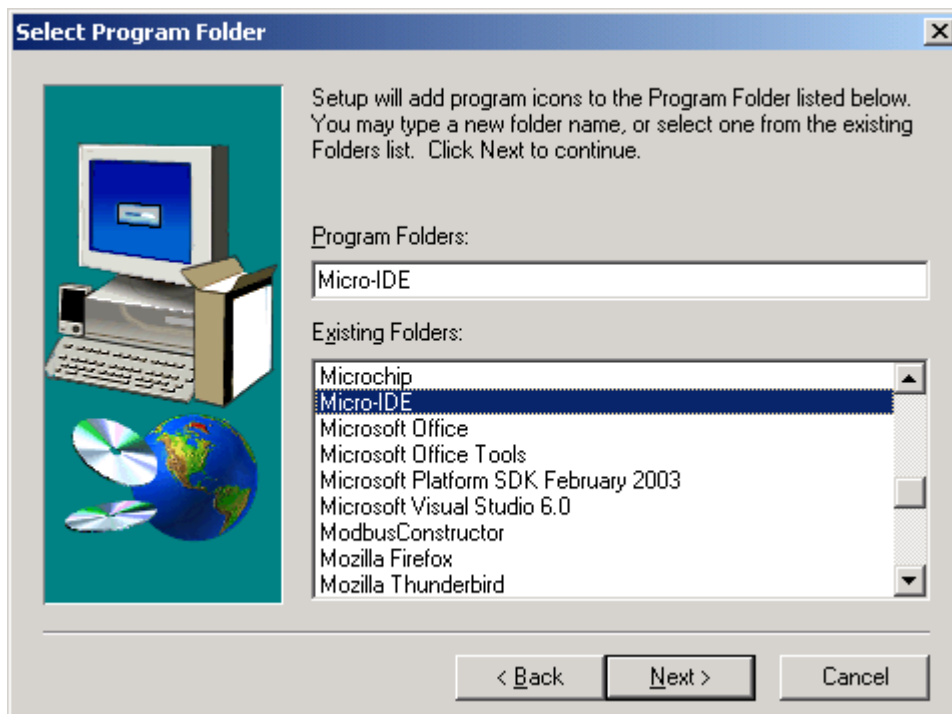 Select Program Folder
Setup will add program icons to the Program Folder listed below.
You may type a new folder name, or select one from the existing
Folders list.  Click Next to continue.
Program Folders:
Micro-IDE
Existing Folders:
Microchip
Micro-IDE
Microsoft Office
Microsoft Office Tools
Microsoft Platform SDK February 2003
Microsoft Visual Studio 6.0
ModbusConstructor
Mozilla Firefox
Mozilla Thunderbird
< Back
Next >
Cancel